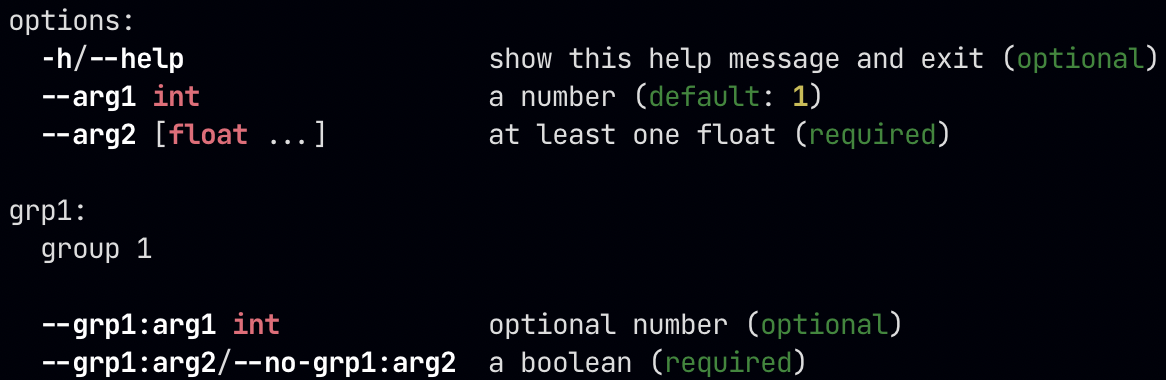 options:
  -h/--help                   show this help message and exit (optional)
  --arg1 int                  a number (default: 1)
  --arg2 [float ...]          at least one float (required)

grp1:
  group 1

  --grp1:arg1 int             optional number (optional)
  --grp1:arg2/--no-grp1:arg2  a boolean (required)